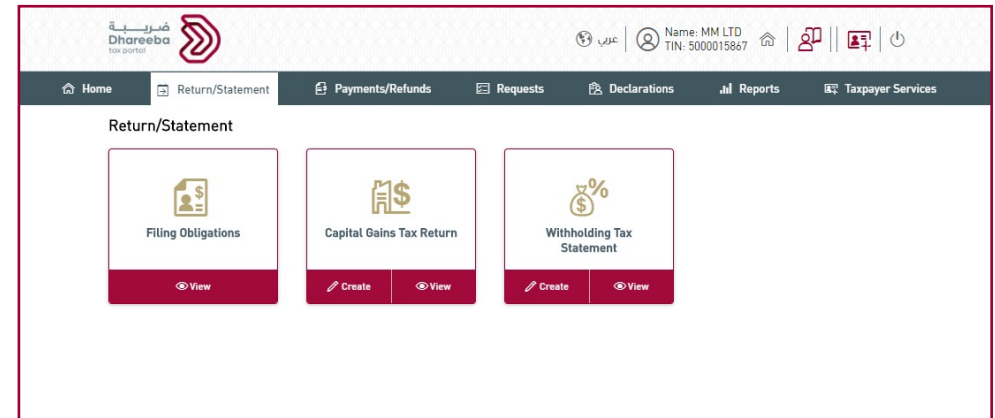 ضريبة
Dhareeba
tax portal
عربي
Name: MM LTD
TIN: 5000015867
Home
Return/Statement
Payments/Refunds
Requests
Declarations
Reports
Taxpayer Services
Return/Statement
Filing Obligations
View
Capital Gains Tax Return
Create
View
Withholding Tax
Statement
Create
View